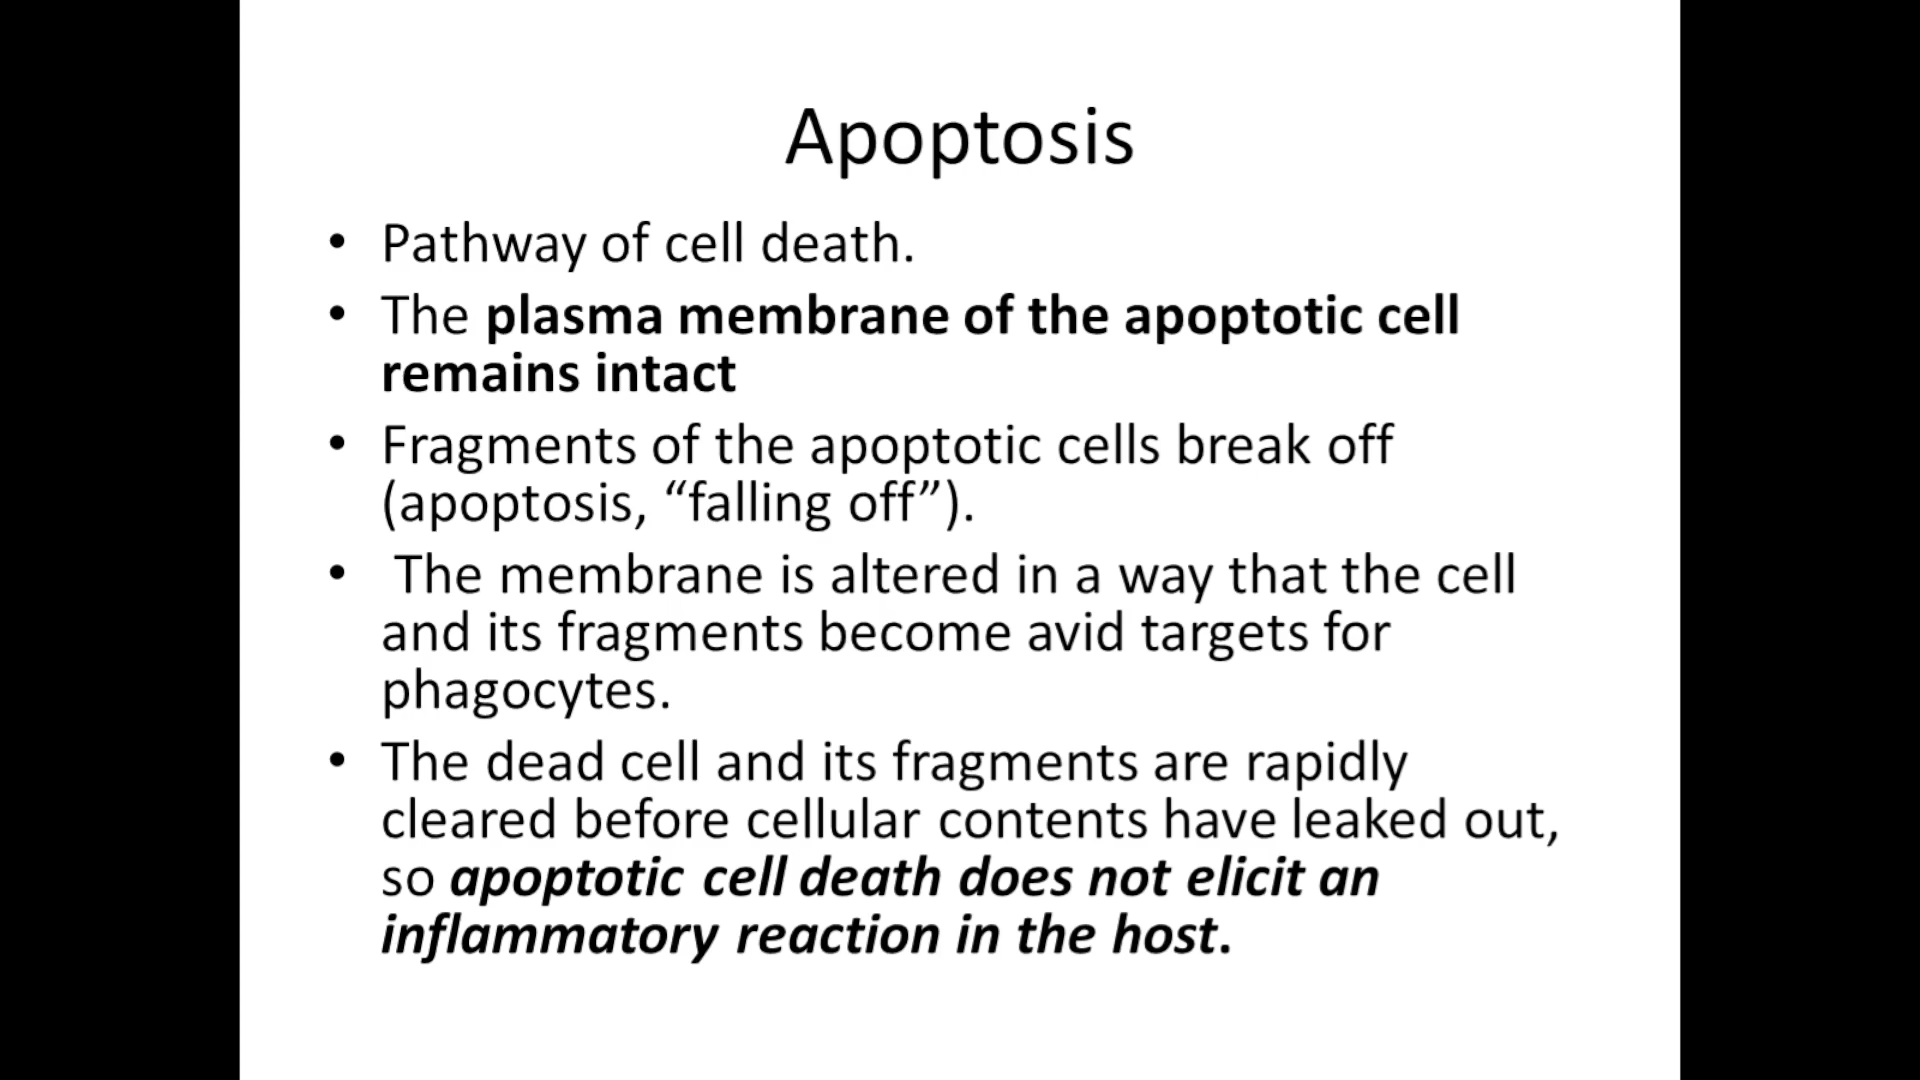 Apoptosis
• Pathway of cell death.
• The plasma membrane of the apoptotic cell
remains intact
• Fragments of the apoptotic cells break off
(apoptosis, “falling off”).
• The membrane is altered in a way that the cell
and its fragments become avid targets for
phagocytes.
• The dead cell and its fragments are rapidly
cleared before cellular contents have leaked out,
so apoptotic cell death does not elicit an
inflammatory reaction in the host.